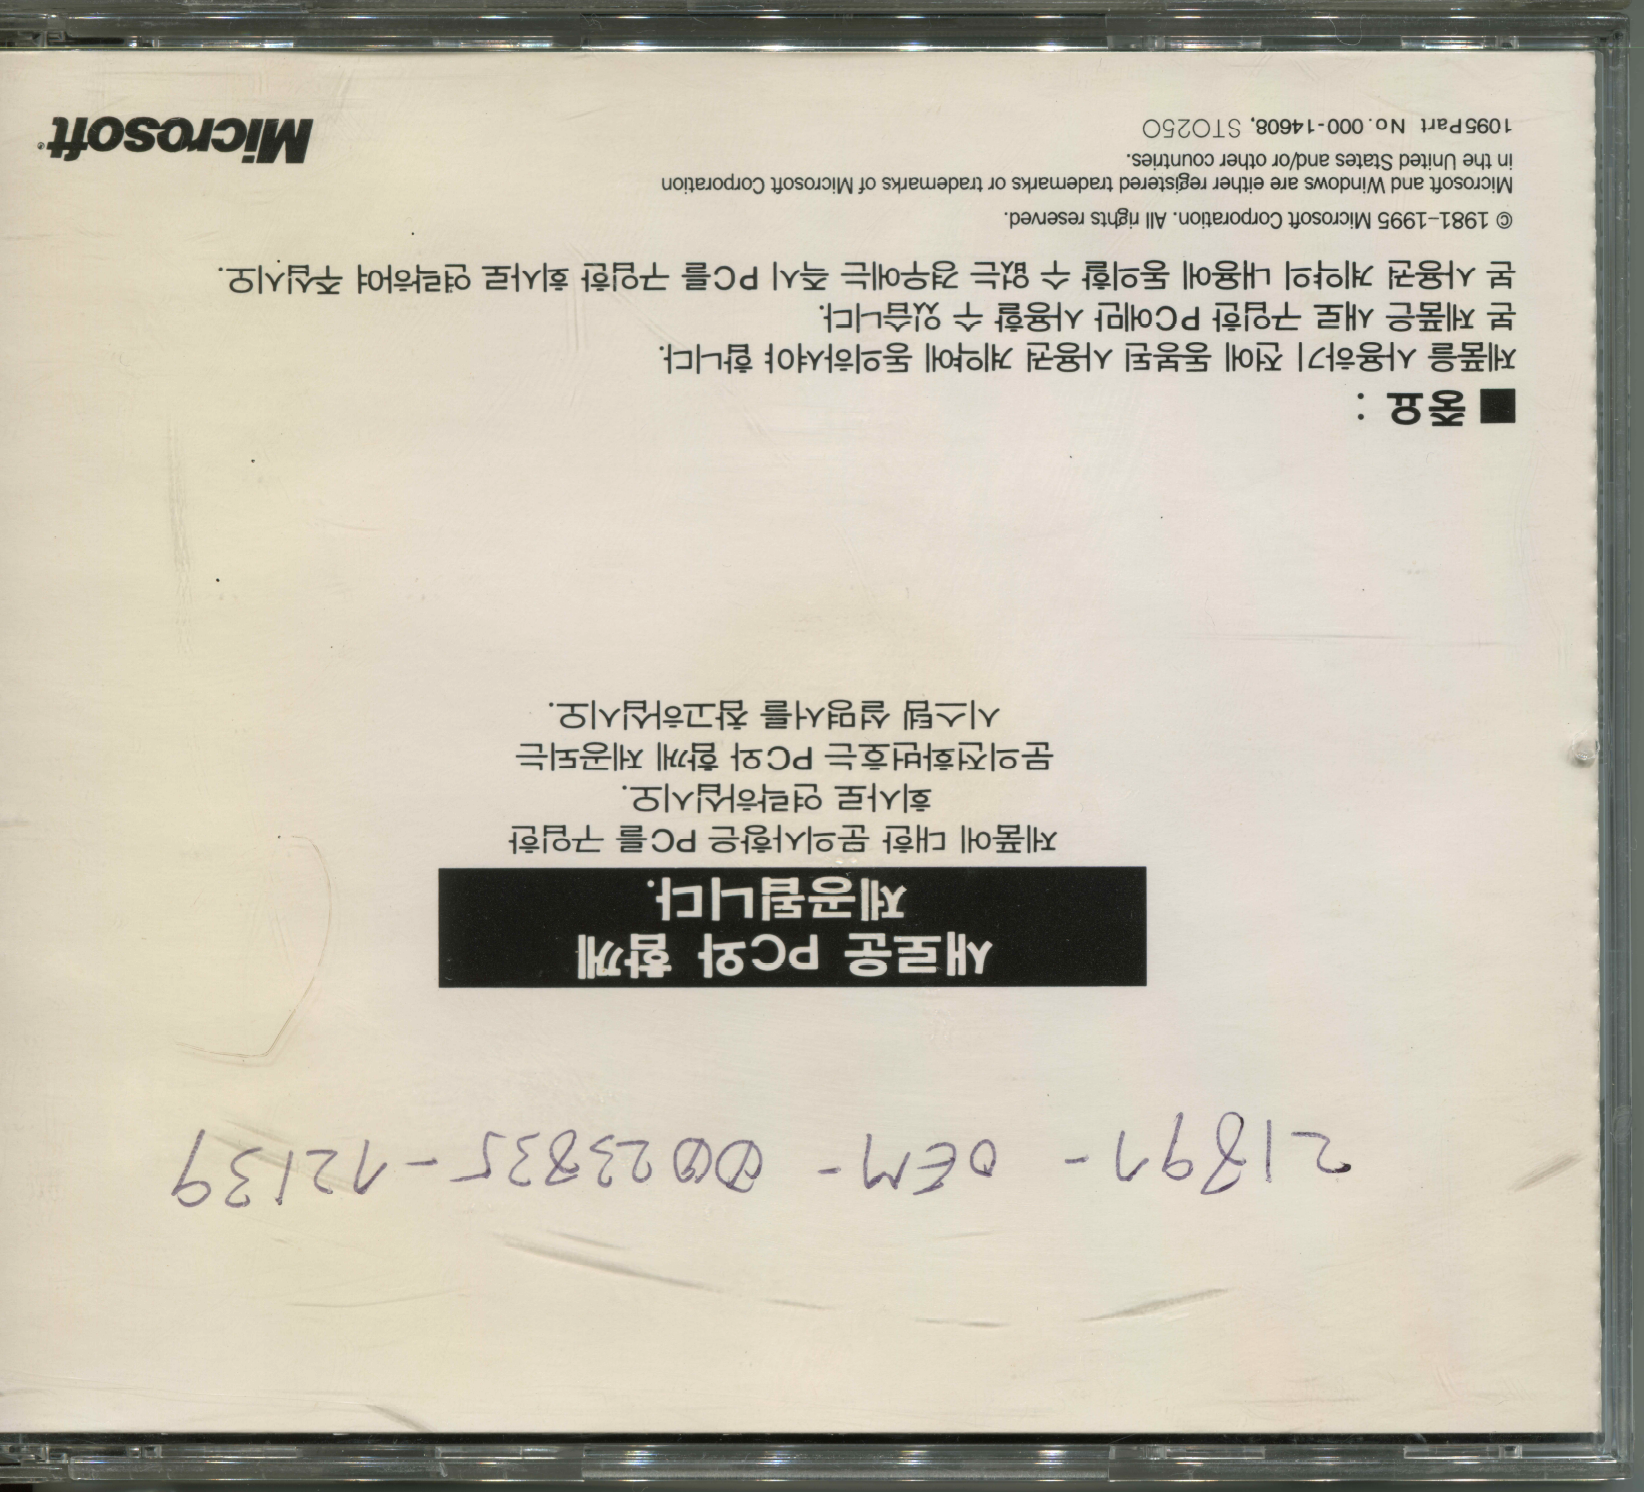 21897 - OEM - 0023835 - 72139
새로운 PC와 함께
제공됩니다.
제품에 대한 문의사항은 PC를 구입한
회사로 연락하십시오.
문의전화번호는 PC와 함께 제공되는
시스템 설명서를 참고하십시오.
■ 중요 :
제품을 사용하기 전에 동봉된 사용권 계약에 동의하셔야 합니다.
본 제품은 새로 구입한 PC에만 사용할 수 있습니다.
본 사용권 계약의 내용에 동의할 수 없는 경우에는 즉시 PC를 구입한 회사로 연락하여 주십시오.
© 1981–1995 Microsoft Corporation. All rights reserved.
Microsoft and Windows are either registered trademarks or trademarks of Microsoft Corporation
in the United States and/or other countries.
1095Part No. 000-14608, STO250
Microsoft®